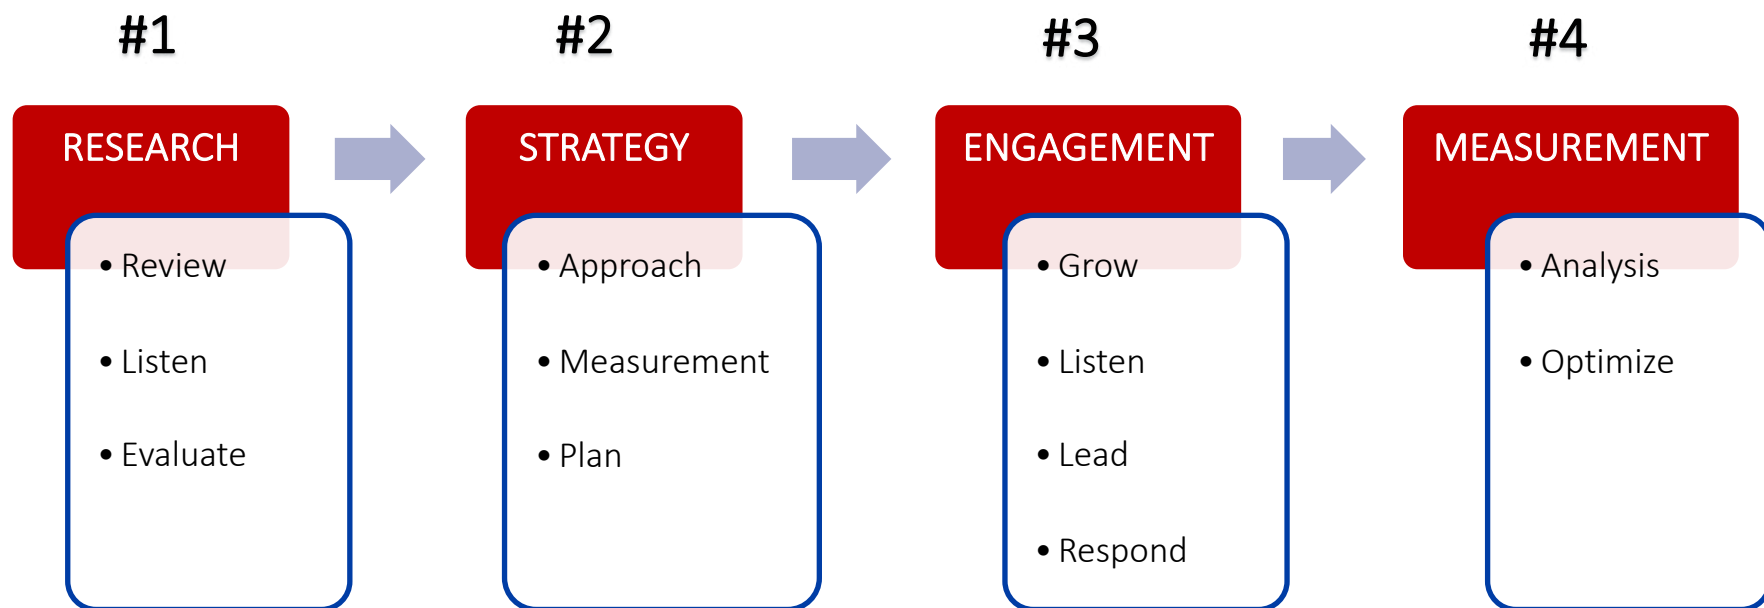 #1
RESEARCH
• Review
• Listen
• Evaluate
#2
STRATEGY
• Approach
• Measurement
• Plan
#3
ENGAGEMENT
• Grow
• Listen
• Lead
• Respond
#4
MEASUREMENT
• Analysis
• Optimize